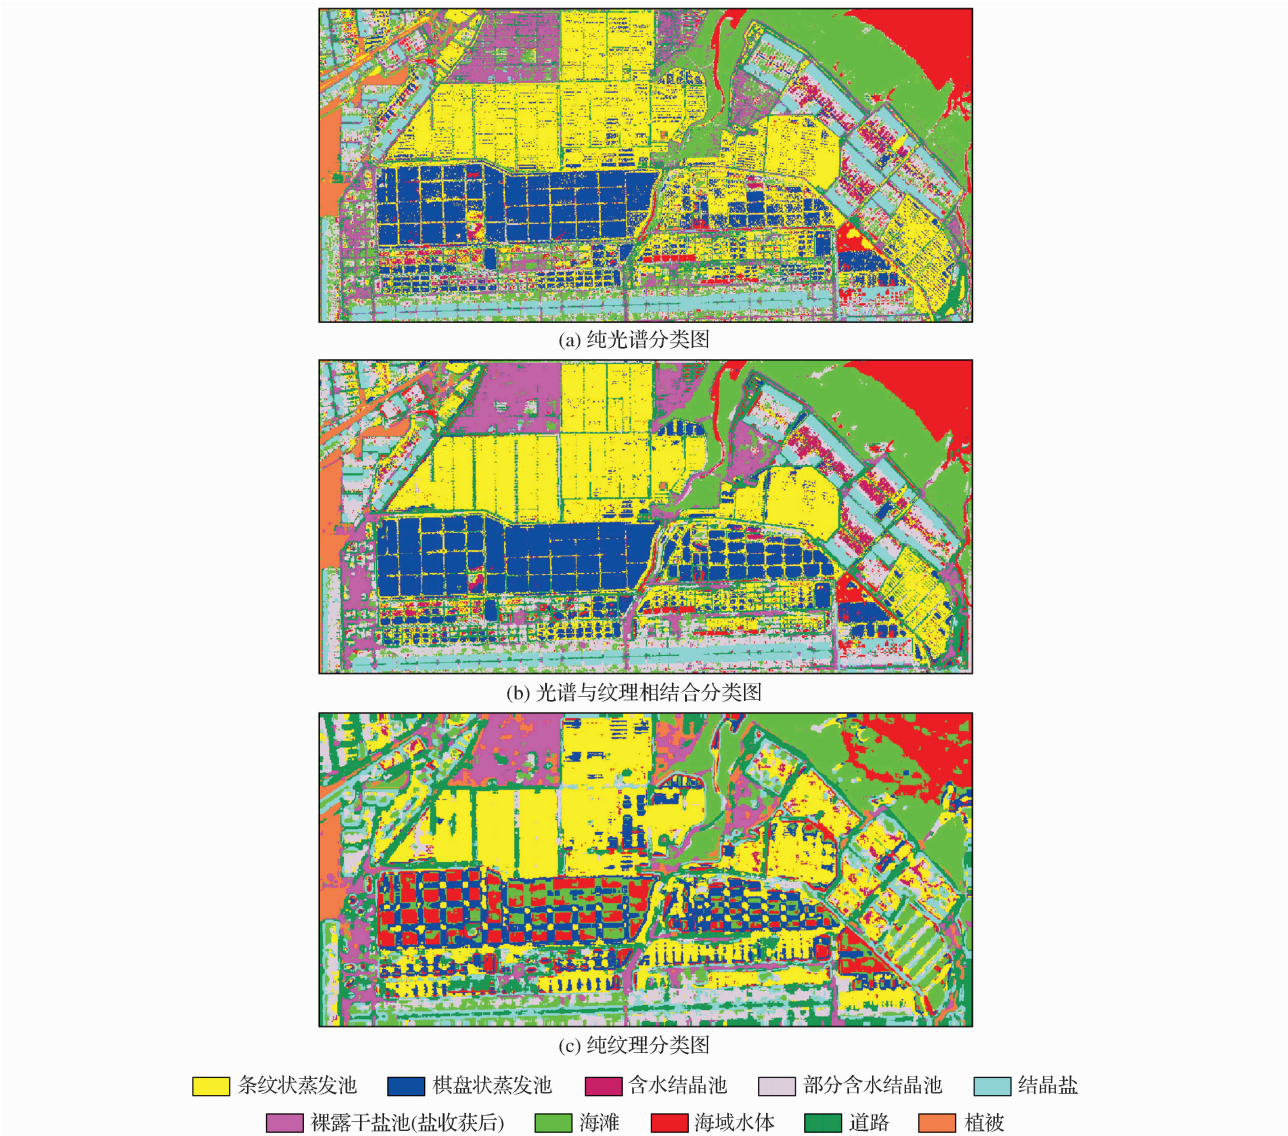 (a) 纯光谱分类图
(b) 光谱与纹理相结合分类图
(c) 纯纹理分类图
条纹状蒸发池 棋盘状蒸发池 含水结晶池 部分含水结晶池 结晶盐
裸露干盐池(盐收获后) 海滩 海域水体 道路 植被